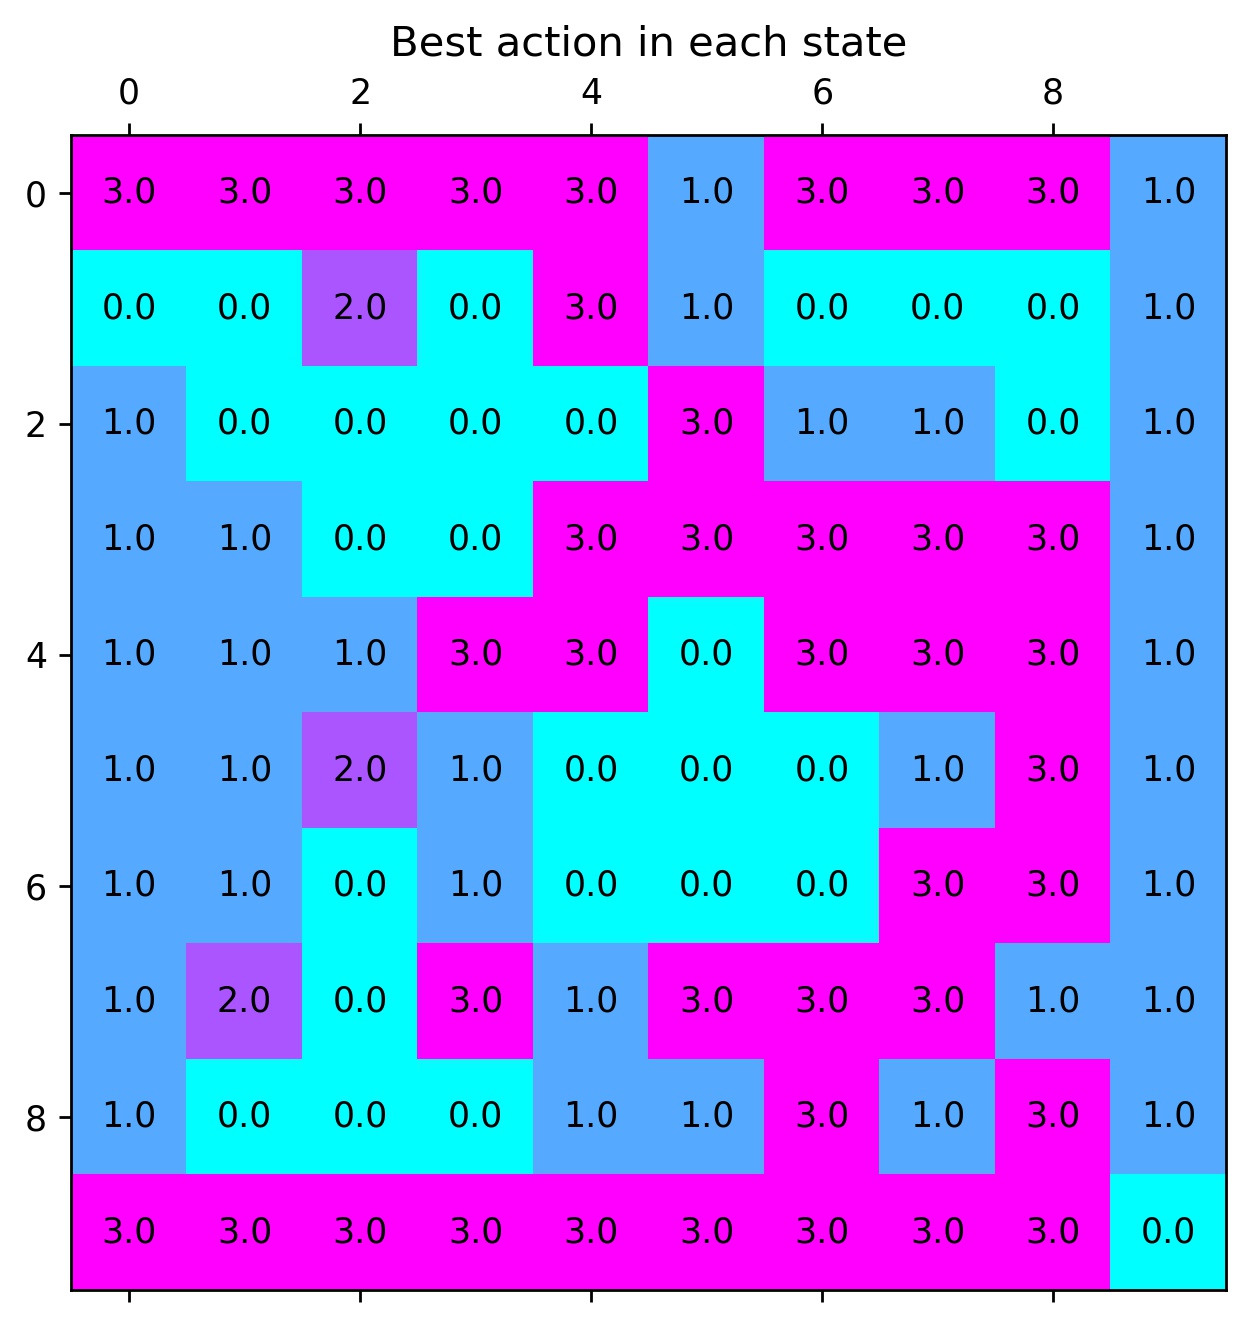 Best action in each state
0 2 4 6 8
0 3.0 3.0 3.0 3.0 3.0 1.0 3.0 3.0 3.0 1.0
0.0 0.0 2.0 0.0 3.0 1.0 0.0 0.0 0.0 1.0
2 1.0 0.0 0.0 0.0 0.0 3.0 1.0 1.0 0.0 1.0
1.0 1.0 0.0 0.0 3.0 3.0 3.0 3.0 3.0 1.0
4 1.0 1.0 1.0 3.0 3.0 0.0 3.0 3.0 3.0 1.0
1.0 1.0 2.0 1.0 0.0 0.0 0.0 1.0 3.0 1.0
6 1.0 1.0 0.0 1.0 0.0 0.0 0.0 3.0 3.0 1.0
1.0 2.0 0.0 3.0 1.0 3.0 3.0 3.0 1.0 1.0
8 1.0 0.0 0.0 0.0 1.0 1.0 3.0 1.0 3.0 1.0
3.0 3.0 3.0 3.0 3.0 3.0 3.0 3.0 3.0 0.0